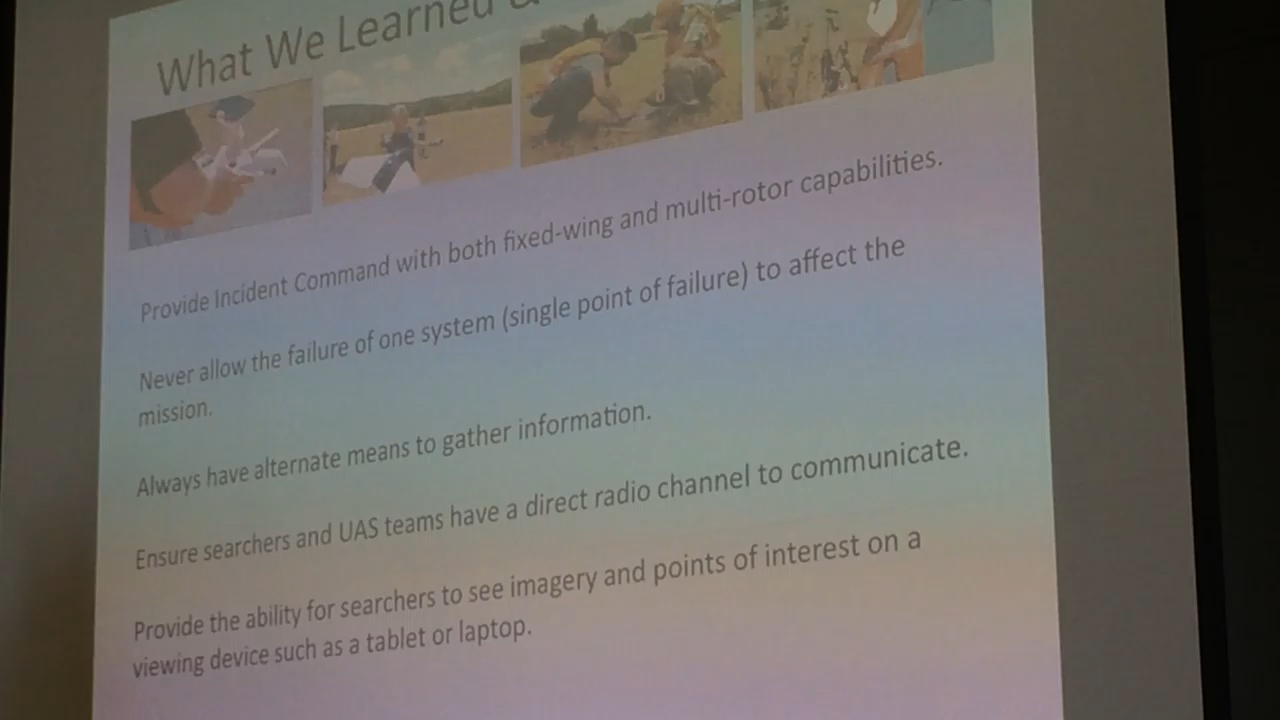 What We Learned &
Provide Incident Command with both fixed-wing and multi-rotor capabilities.
Never allow the failure of one system (single point of failure) to affect the
mission.
Always have alternate means to gather information.
Ensure searchers and UAS teams have a direct radio channel to communicate.
Provide the ability for searchers to see imagery and points of interest on a
viewing device such as a tablet or laptop.